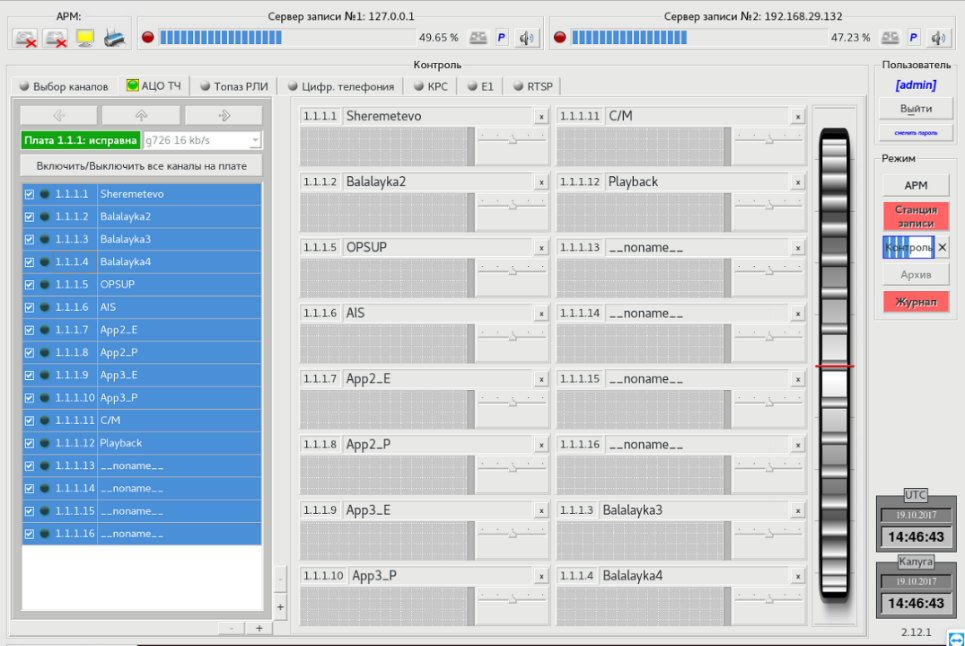 АРМ:
Сервер записи №1: 127.0.0.1
Сервер записи №2: 192.168.29.132
49.65 %
P
47.23 %
P
Контроль
Пользователь
Выбор каналов
АЦО ТЧ
Топаз РЛИ
Цифр. телефония
КРС
E1
RTSP
[admin]
Выйти
сменить пароль
Плата 1.1.1: исправна
g726 16 kb/s
Включить/Выключить все каналы на плате
1.1.1.1 Sheremetevo
1.1.1.2 Balalayka2
1.1.1.3 Balalayka3
1.1.1.4 Balalayka4
1.1.1.5 OPSUP
1.1.1.6 AIS
1.1.1.7 App2_E
1.1.1.8 App2_P
1.1.1.9 App3_E
1.1.1.10 App3_P
1.1.1.11 C/M
1.1.1.12 Playback
1.1.1.13 __noname__
1.1.1.14 __noname__
1.1.1.15 __noname__
1.1.1.16 __noname__
- +
-
+
1.1.1.1 Sheremetevo x
1.1.1.2 Balalayka2 x
1.1.1.5 OPSUP x
1.1.1.6 AIS x
1.1.1.7 App2_E x
1.1.1.8 App2_P x
1.1.1.9 App3_E x
1.1.1.10 App3_P x
1.1.1.11 C/M x
1.1.1.12 Playback x
1.1.1.13 __noname__ x
1.1.1.14 __noname__ x
1.1.1.15 __noname__ x
1.1.1.16 __noname__ x
1.1.1.3 Balalayka3 x
1.1.1.4 Balalayka4 x
Режим
АРМ
Станция
записи
Контроль
Архив
Журнал
UTC
19.10.2017
14:46:43
Калуга
19.10.2017
14:46:43
2.12.1